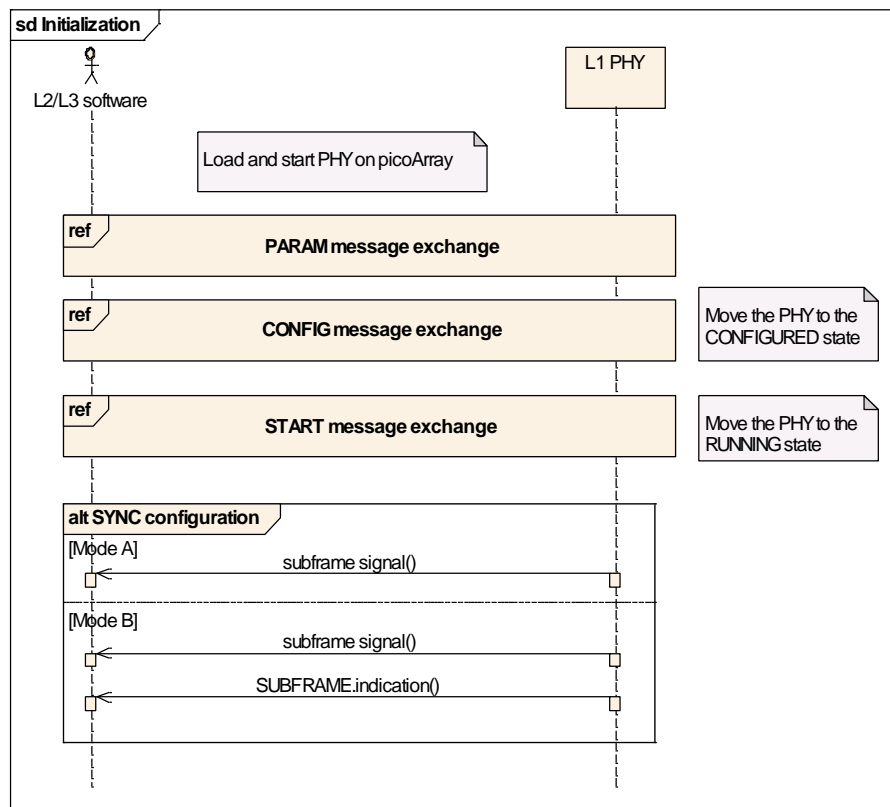 sd Initialization
L2/L3 software
L1 PHY
Load and start PHY on picoArray
ref
PARAM message exchange
ref
CONFIG message exchange
Move the PHY to the
CONFIGURED state
ref
START message exchange
Move the PHY to the
RUNNING state
alt SYNC configuration
[Mode A]
subframe signal()
[Mode B]
subframe signal()
SUBFRAME.indication()